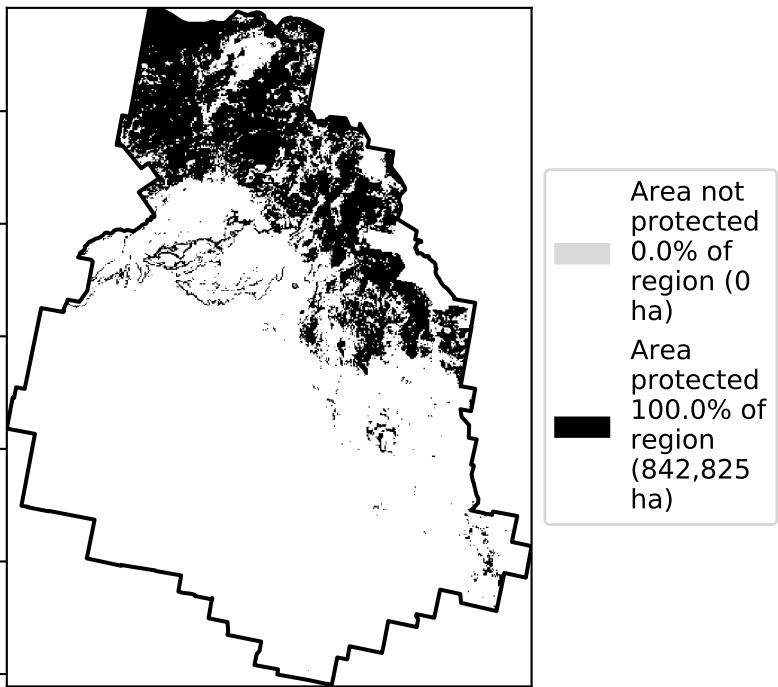 Area not
protected
0.0% of
region (0
ha)
Area
protected
100.0% of
region
(842,825
ha)